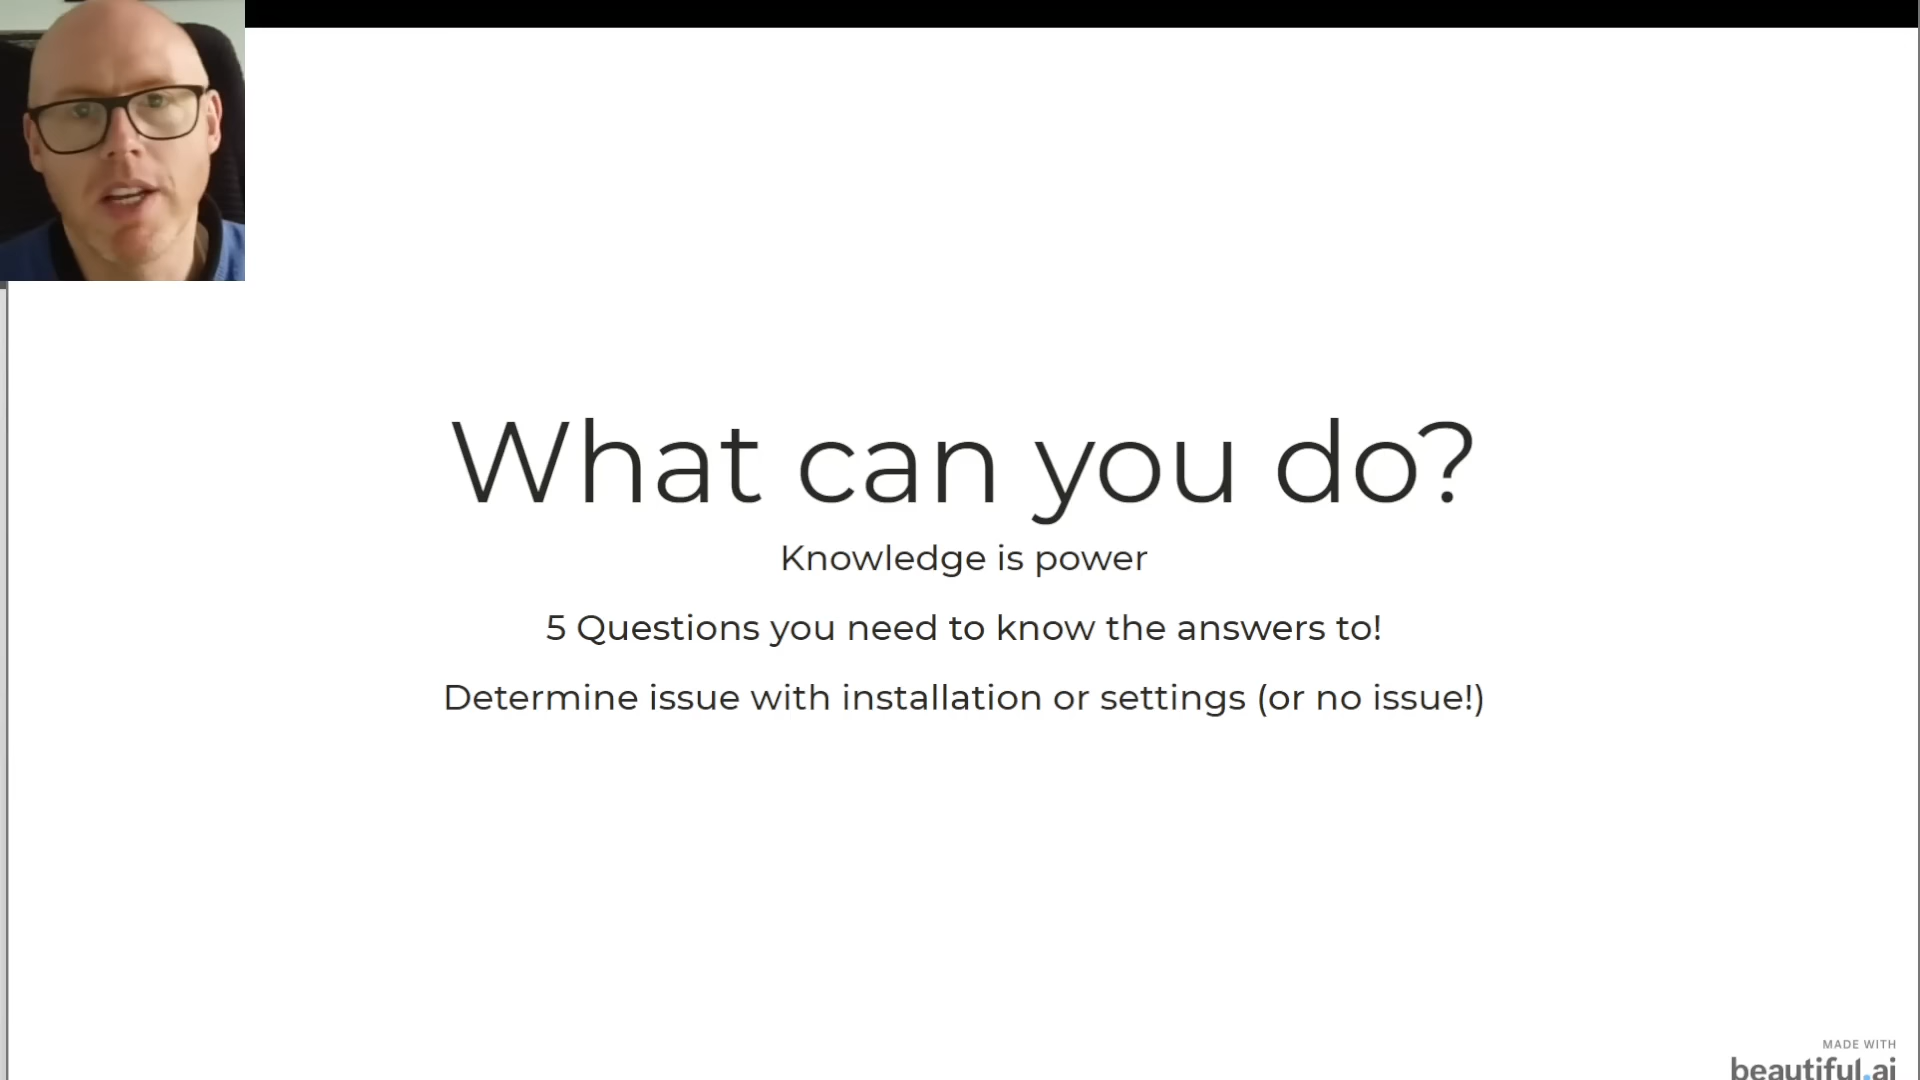 What can you do?
Knowledge is power
5 Questions you need to know the answers to!
Determine issue with installation or settings (or no issue!)
MADE WITH
beautiful.ai